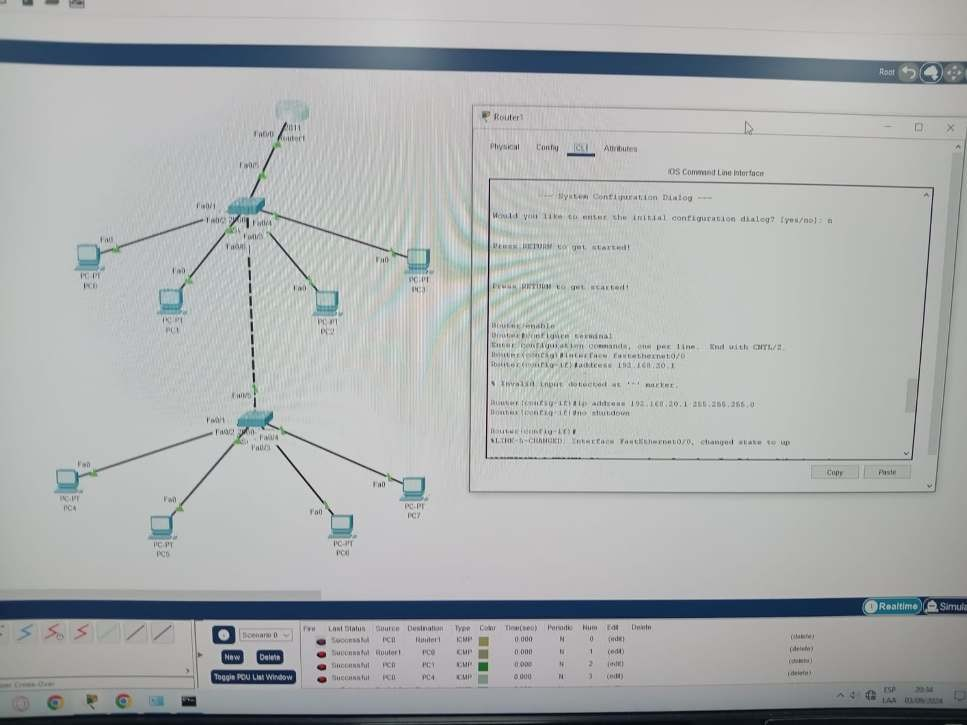 Root
Fa0/0
2811
Router1
Fa0/5
Fa0/1
Fa0/2
Fa0/4
Fa0/3
Fa0/6
Fa0
PC-PT
PC0
Fa0
PC-PT
PC1
Fa0
PC-PT
PC2
Fa0
PC-PT
PC3
Fa0/5
Fa0/1
Fa0/2
Fa0/4
Fa0/3
Fa0
PC-PT
PC4
Fa0
PC-PT
PC5
Fa0
PC-PT
PC6
Fa0
PC-PT
PC7
Router1
Physical Config CLI Attributes
IOS Command Line Interface
--- System Configuration Dialog ---
Would you like to enter the initial configuration dialog? [yes/no]: n
Press RETURN to get started!
Press RETURN to get started!
Router>enable
Router#configure terminal
Enter configuration commands, one per line. End with CNTL/Z.
Router(config)#interface fastethernet0/0
Router(config-if)#address 192.168.20.1
% Invalid input detected at '^' marker.
Router(config-if)#ip address 192.168.20.1 255.255.255.0
Router(config-if)#no shutdown
Router(config-if)#
%LINK-5-CHANGED: Interface FastEthernet0/0, changed state to up
Copy Paste
Realtime Simula
Scenario 0
New Delete
Toggle PDU List Window
Fire Last Status Source Destination Type Color Time(sec) Periodic Num Edit Delete
Successful PC0 Router1 ICMP 0.000 N 0 (edit) (delete)
Successful Router1 PC0 ICMP 0.000 N 1 (edit) (delete)
Successful PC0 PC1 ICMP 0.000 N 2 (edit) (delete)
Successful PC0 PC4 ICMP 0.000 N 3 (edit) (delete)
Cross-Over
ESP
LAA
20:34